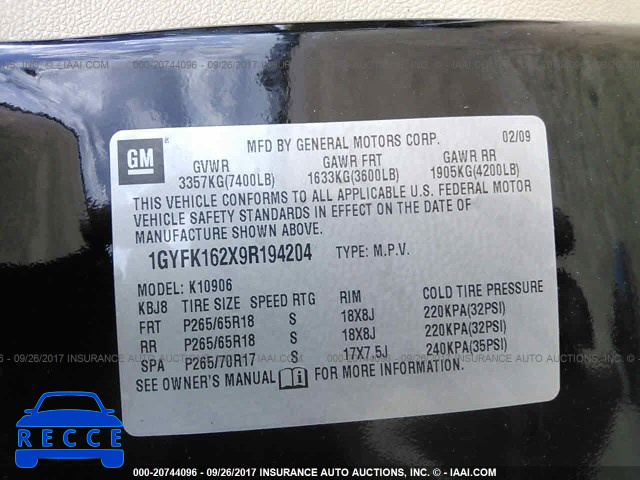 000-20744096 - 09/26/2017 INSURANCE AUTO AUCTIONS, INC. - © IAAI.COM
GM
MFD BY GENERAL MOTORS CORP. 02/09
GVWR GAWR FRT GAWR RR
3357KG(7400LB) 1633KG(3600LB) 1905KG(4200LB)
THIS VEHICLE CONFORMS TO ALL APPLICABLE U.S. FEDERAL MOTOR
VEHICLE SAFETY STANDARDS IN EFFECT ON THE DATE OF
MANUFACTURE SHOWN ABOVE.
1GYFK162X9R194204 TYPE: M.P.V.
MODEL: K10906
KBJ8 TIRE SIZE SPEED RTG RIM COLD TIRE PRESSURE
FRT P265/65R18 S 18X8J 220KPA(32PSI)
RR P265/65R18 S 18X8J 220KPA(32PSI)
SPA P265/70R17 S 17X7.5J 240KPA(35PSI)
SEE OWNER'S MANUAL FOR MORE INFORMATION.
RECCE
000-20744096 - 09/26/2017 INSURANCE AUTO AUCTIONS, INC. - © IAAI.COM